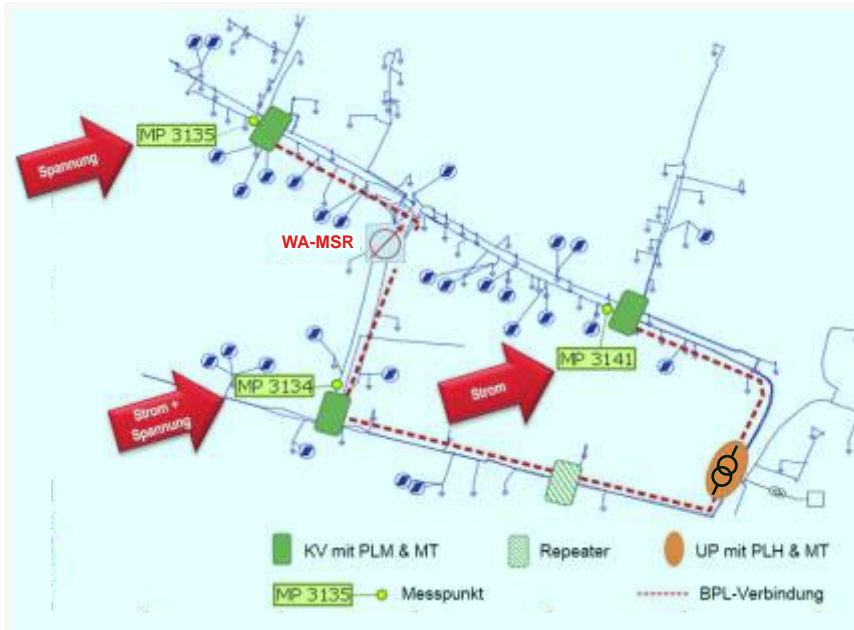 MP 3135
Spannung
WA-MSR
MP 3141
MP 3134
Strom
Strom +
Spannung
KV mit PLM & MT
Repeater
UP mit PLH & MT
MP 3135
Messpunkt
BPL-Verbindung